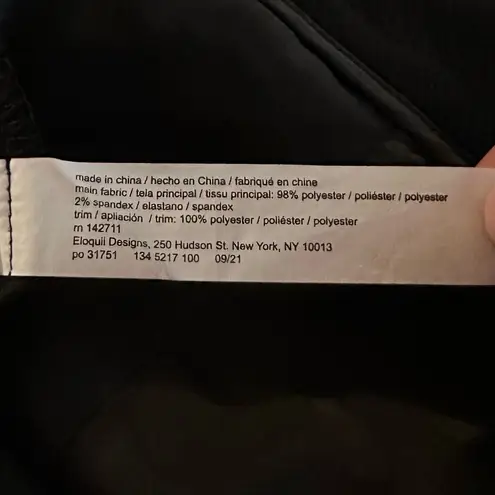 made in china / hecho en China / fabriqué en chine
main fabric / tela principal / tissu principal: 98% polyester / poliéster / polyester
2% spandex / elastano / spandex
trim / apliación / trim: 100% polyester / poliéster / polyester
rn 142711
Eloquii Designs, 250 Hudson St. New York, NY 10013
po 31751 134 5217 100 09/21